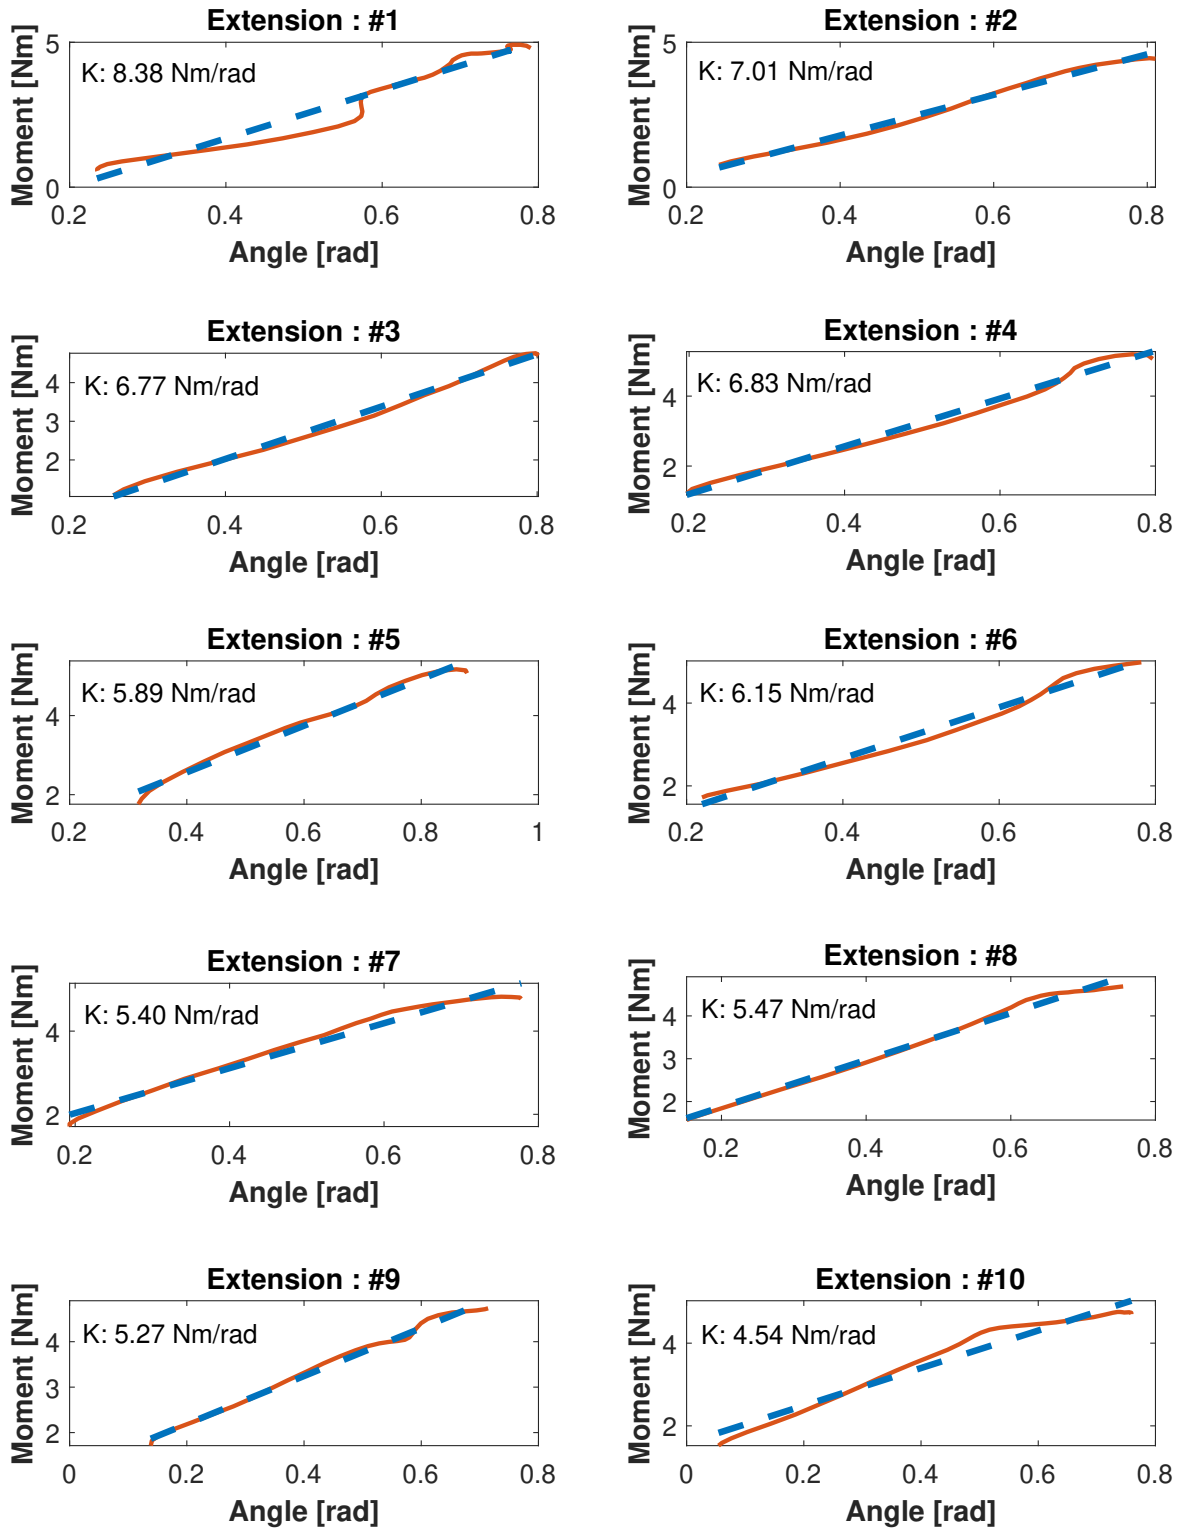 Extension : #1
Moment [Nm]
5
0
K: 8.38 Nm/rad
0.2 0.4 0.6 0.8
Angle [rad]
Extension : #2
Moment [Nm]
5
0
K: 7.01 Nm/rad
0.2 0.4 0.6 0.8
Angle [rad]
Extension : #3
Moment [Nm]
4
3
2
K: 6.77 Nm/rad
0.2 0.4 0.6 0.8
Angle [rad]
Extension : #4
Moment [Nm]
4
2
K: 6.83 Nm/rad
0.2 0.4 0.6 0.8
Angle [rad]
Extension : #5
Moment [Nm]
4
2
K: 5.89 Nm/rad
0.2 0.4 0.6 0.8 1
Angle [rad]
Extension : #6
Moment [Nm]
4
2
K: 6.15 Nm/rad
0.2 0.4 0.6 0.8
Angle [rad]
Extension : #7
Moment [Nm]
4
2
K: 5.40 Nm/rad
0.2 0.4 0.6 0.8
Angle [rad]
Extension : #8
Moment [Nm]
4
3
2
K: 5.47 Nm/rad
0.2 0.4 0.6 0.8
Angle [rad]
Extension : #9
Moment [Nm]
4
3
2
K: 5.27 Nm/rad
0 0.2 0.4 0.6 0.8
Angle [rad]
Extension : #10
Moment [Nm]
4
2
K: 4.54 Nm/rad
0 0.2 0.4 0.6 0.8
Angle [rad]